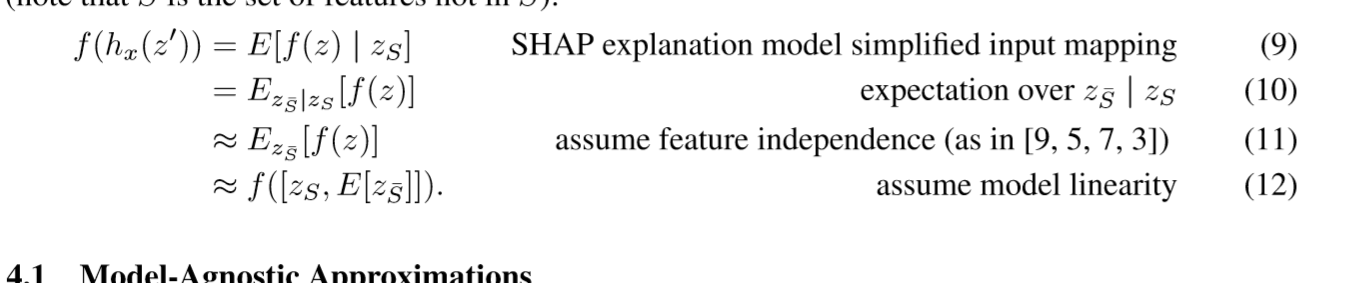 (note that S̄ is the set of features not in S):
f(hₓ(z′)) = E[f(z) | z_S] SHAP explanation model simplified input mapping (9)
= E_{z_S̄|z_S}[f(z)] expectation over z_S̄ | z_S (10)
≈ E_{z_S̄}[f(z)] assume feature independence (as in [9, 5, 7, 3]) (11)
≈ f([z_S, E[z_S̄]]). assume model linearity (12)
4.1 Model-Agnostic Approximations